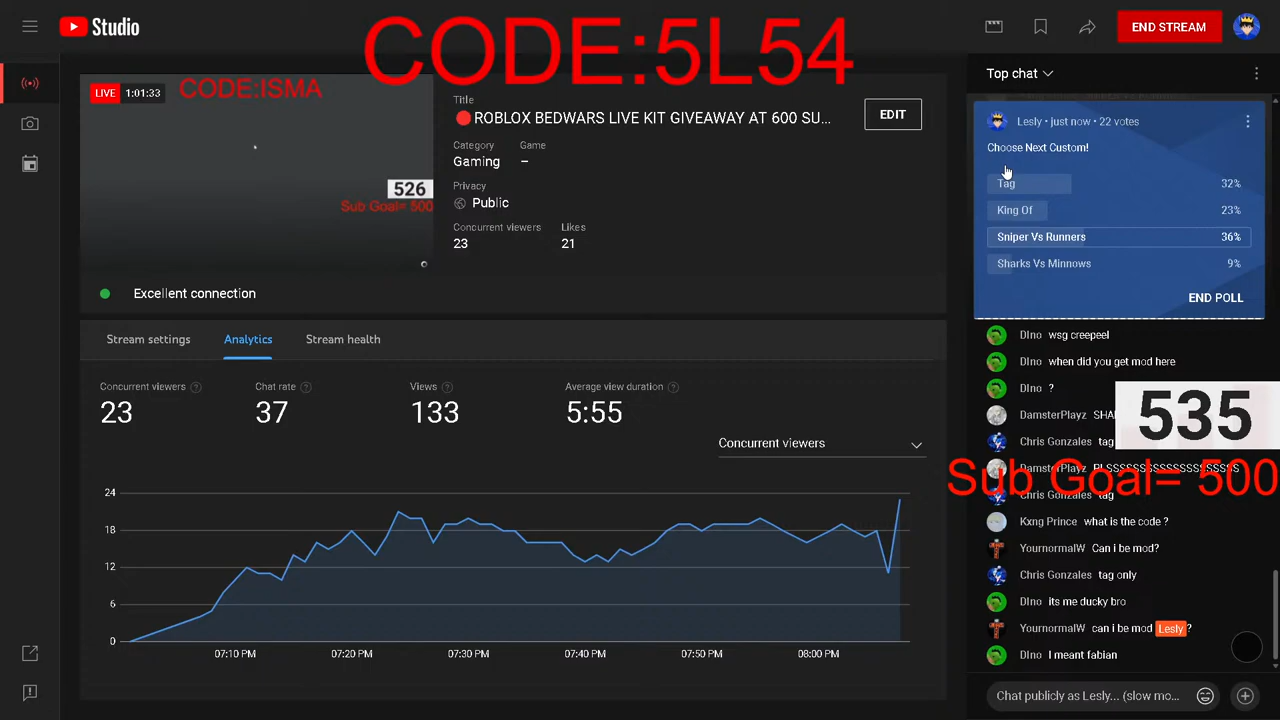 Studio
CODE:5L54
END STREAM
LIVE 1:01:33
CODE:ISMA
526
Sub Goal= 500
Title
ROBLOX BEDWARS LIVE KIT GIVEAWAY AT 600 SU...
EDIT
Category
Game
Gaming
–
Privacy
Public
Concurrent viewers
Likes
23
21
Excellent connection
Stream settings
Analytics
Stream health
Concurrent viewers ?
Chat rate ?
Views ?
Average view duration ?
23
37
133
5:55
Concurrent viewers
24
18
12
6
0
07:10 PM
07:20 PM
07:30 PM
07:40 PM
07:50 PM
08:00 PM
Top chat
Lesly • just now • 22 votes
Choose Next Custom!
Tag 32%
King Of 23%
Sniper Vs Runners 36%
Sharks Vs Minnows 9%
END POLL
DIno wsg creepeel
DIno when did you get mod here
DIno ?
DamsterPlayz
535
Chris Gonzales tag
DamsterPlayz
Sub Goal= 500
Chris Gonzales tag
Kxng Prince what is the code ?
YournormalW Can i be mod?
Chris Gonzales tag only
DIno its me ducky bro
YournormalW can i be mod Lesly ?
DIno I meant fabian
Chat publicly as Lesly... (slow mo...